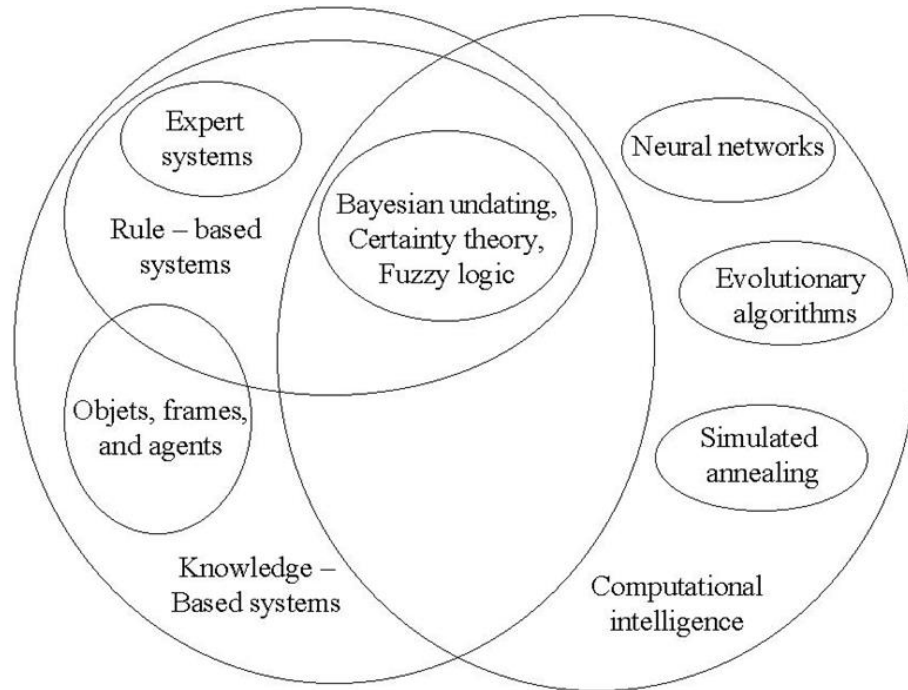 Expert
systems
Rule – based
systems
Bayesian undating,
Certainty theory,
Fuzzy logic
Objets, frames,
and agents
Knowledge –
Based systems
Neural networks
Evolutionary
algorithms
Simulated
annealing
Computational
intelligence